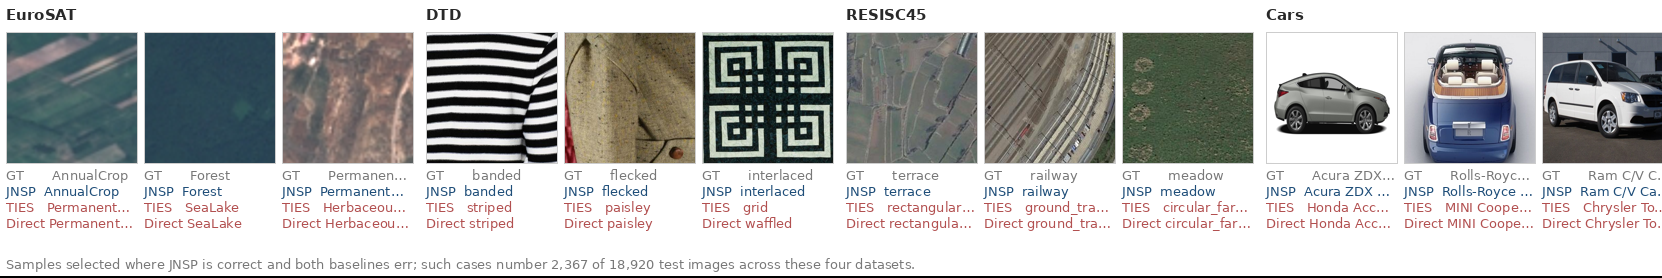 EuroSAT DTD RESISC45 Cars
GT AnnualCrop GT Forest GT Permanen... GT banded GT flecked GT interlaced GT terrace GT railway GT meadow GT Acura ZDX... GT Rolls-Royc... GT Ram C/V C.
JNSP AnnualCrop JNSP Forest JNSP Permanent... JNSP banded JNSP flecked JNSP interlaced JNSP terrace JNSP railway JNSP meadow JNSP Acura ZDX ... JNSP Rolls-Royce ... JNSP Ram C/V Ca.
TIES Permanent... TIES SeaLake TIES Herbaceou... TIES striped TIES paisley TIES grid TIES rectangular... TIES ground_tra... TIES circular_far... TIES Honda Acc... TIES MINI Coope... TIES Chrysler To..
Direct Permanent... Direct SeaLake Direct Herbaceou... Direct striped Direct paisley Direct waffled Direct rectangula... Direct ground_tra... Direct circular_far... Direct Honda Acc... Direct MINI Coope... Direct Chrysler To..
Samples selected where JNSP is correct and both baselines err; such cases number 2,367 of 18,920 test images across these four datasets.